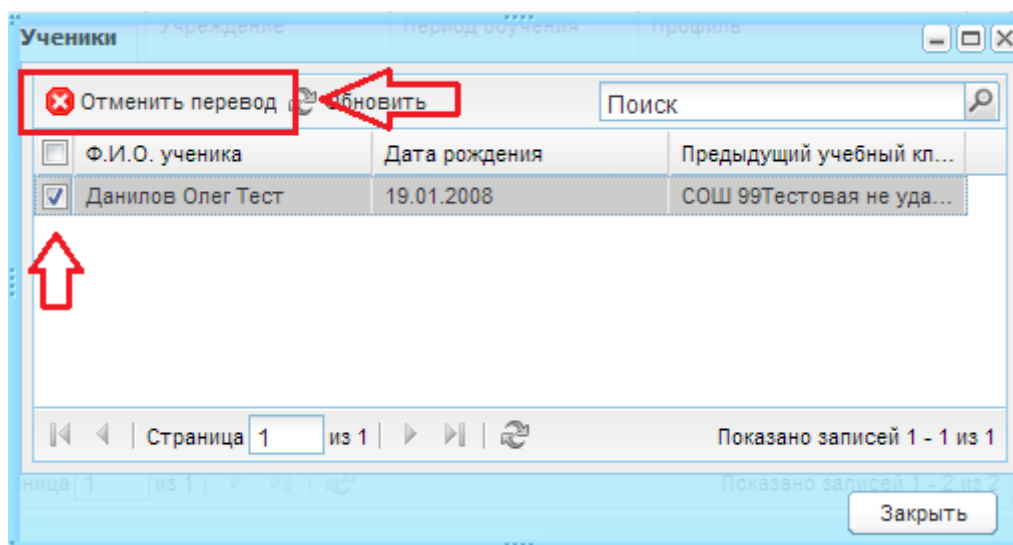 Учреждение Период обучения Профиль
Ученики
Отменить перевод Обновить Поиск
Ф.И.О. ученика Дата рождения Предыдущий учебный кл...
Данилов Олег Тест 19.01.2008 СОШ 99Тестовая не уда...
Страница 1 из 1 Показано записей 1 - 1 из 1
ница 1 из 1 Показано записей 1 - 2 из 2
Закрыть